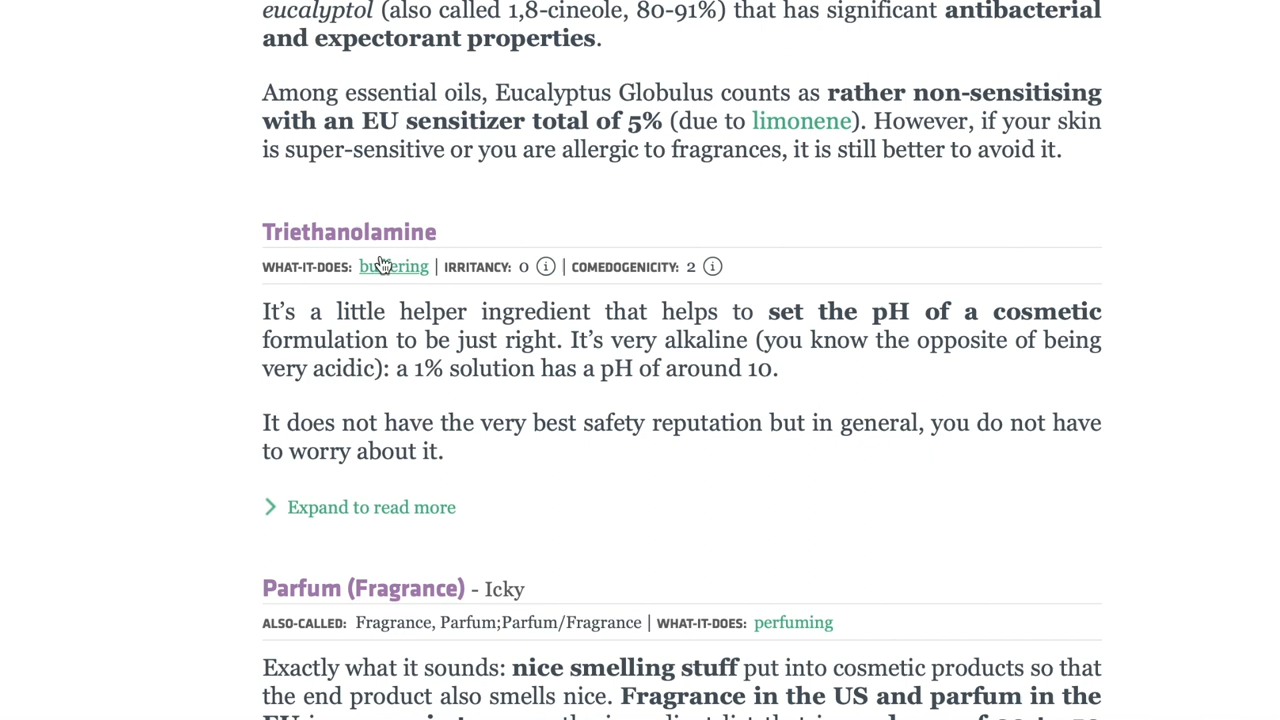 eucalyptol (also called 1,8-cineole, 80-91%) that has significant antibacterial
and expectorant properties.
Among essential oils, Eucalyptus Globulus counts as rather non-sensitising
with an EU sensitizer total of 5% (due to limonene). However, if your skin
is super-sensitive or you are allergic to fragrances, it is still better to avoid it.
Triethanolamine
WHAT-IT-DOES: buffering | IRRITANCY: 0 i | COMEDOGENICITY: 2 i
It's a little helper ingredient that helps to set the pH of a cosmetic
formulation to be just right. It's very alkaline (you know the opposite of being
very acidic): a 1% solution has a pH of around 10.
It does not have the very best safety reputation but in general, you do not have
to worry about it.
Expand to read more
Parfum (Fragrance) - Icky
ALSO-CALLED: Fragrance, Parfum;Parfum/Fragrance | WHAT-IT-DOES: perfuming
Exactly what it sounds: nice smelling stuff put into cosmetic products so that
the end product also smells nice. Fragrance in the US and parfum in the